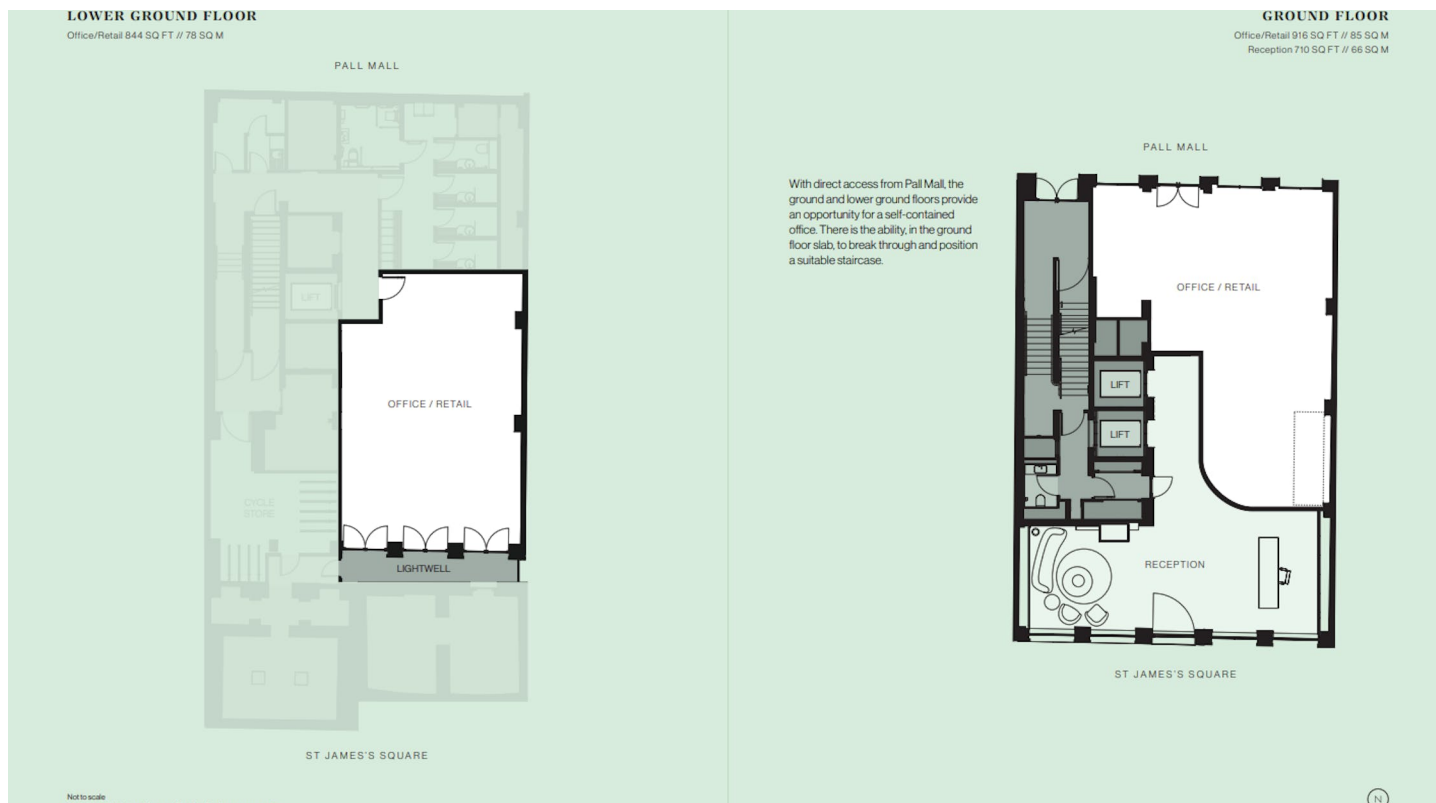 LOWER GROUND FLOOR
Office/Retail 844 SQ FT // 78 SQ M
PALL MALL
LIFT
OFFICE / RETAIL
CYCLE
STORE
LIGHTWELL
ST JAMES'S SQUARE
Not to scale
GROUND FLOOR
Office/Retail 916 SQ FT // 85 SQ M
Reception 710 SQ FT // 66 SQ M
PALL MALL
With direct access from Pall Mall, the
ground and lower ground floors provide
an opportunity for a self-contained
office. There is the ability, in the ground
floor slab, to break through and position
a suitable staircase.
OFFICE / RETAIL
LIFT
LIFT
RECEPTION
ST JAMES'S SQUARE
N